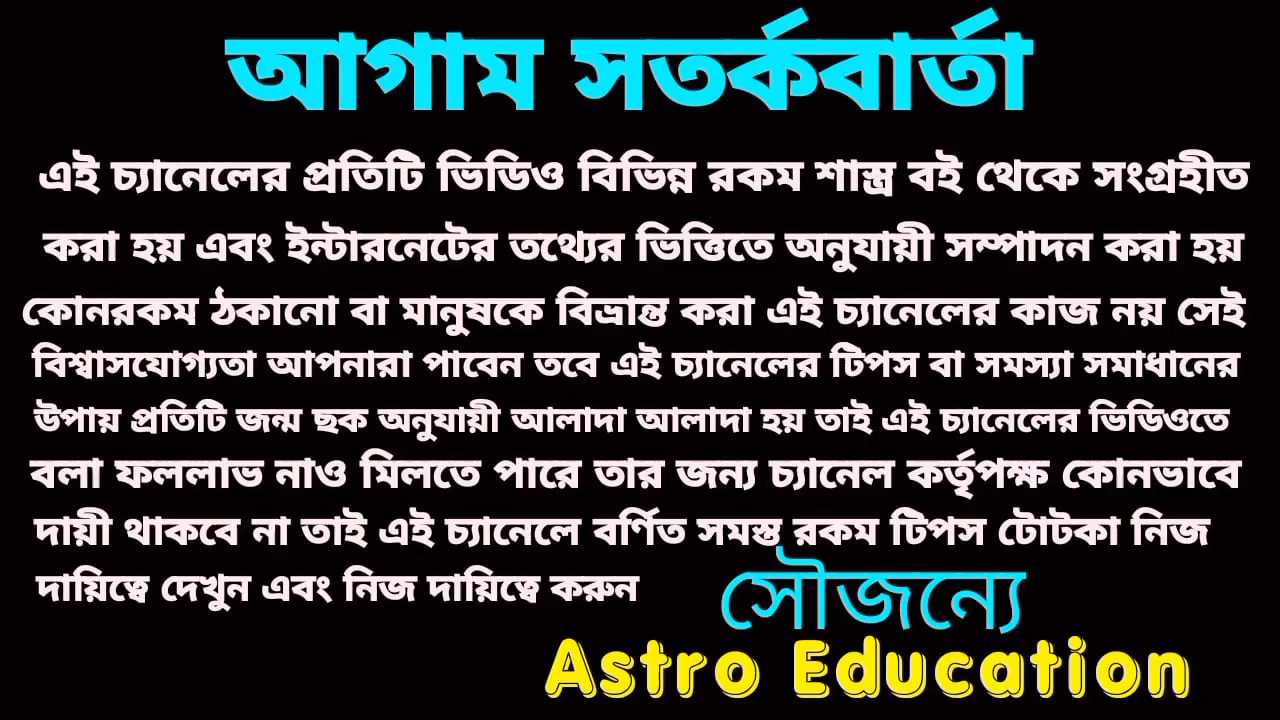 আগাম সতর্কবার্তা
এই চ্যানেলের প্রতিটি ভিডিও বিভিন্ন রকম শাস্ত্র বই থেকে সংগ্রহীত
করা হয় এবং ইন্টারনেটের তথ্যের ভিত্তিতে অনুযায়ী সম্পাদন করা হয়
কোনরকম ঠকানো বা মানুষকে বিভ্রান্ত করা এই চ্যানেলের কাজ নয় সেই
বিশ্বাসযোগ্যতা আপনারা পাবেন তবে এই চ্যানেলের টিপস বা সমস্যা সমাধানের
উপায় প্রতিটি জন্ম ছক অনুযায়ী আলাদা আলাদা হয় তাই এই চ্যানেলের ভিডিওতে
বলা ফললাভ নাও মিলতে পারে তার জন্য চ্যানেল কর্তৃপক্ষ কোনভাবে
দায়ী থাকবে না তাই এই চ্যানেলে বর্ণিত সমস্ত রকম টিপস টোটকা নিজ
দায়িত্বে দেখুন এবং নিজ দায়িত্বে করুন
সৌজন্যে
Astro Education